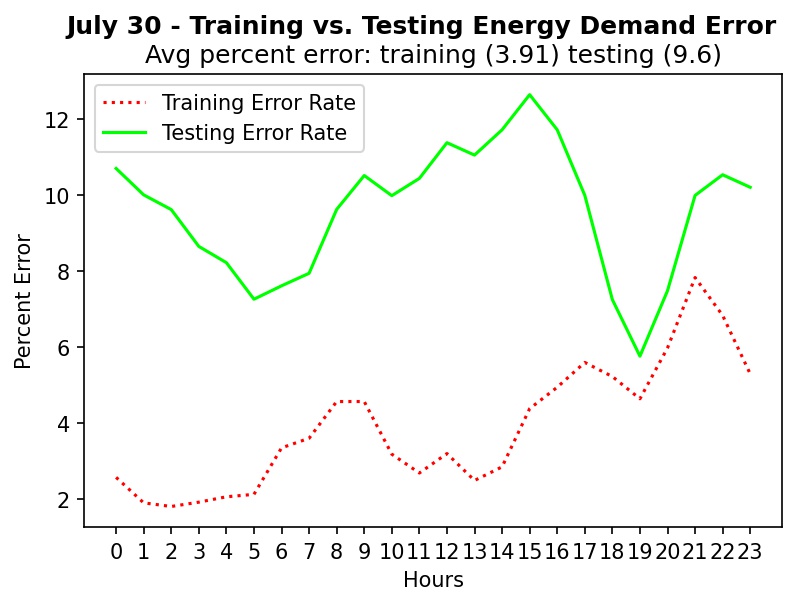 July 30 - Training vs. Testing Energy Demand Error
Avg percent error: training (3.91) testing (9.6)
Training Error Rate
Testing Error Rate
12
10
8
6
4
2
Percent Error
0 1 2 3 4 5 6 7 8 9 10 11 12 13 14 15 16 17 18 19 20 21 22 23
Hours